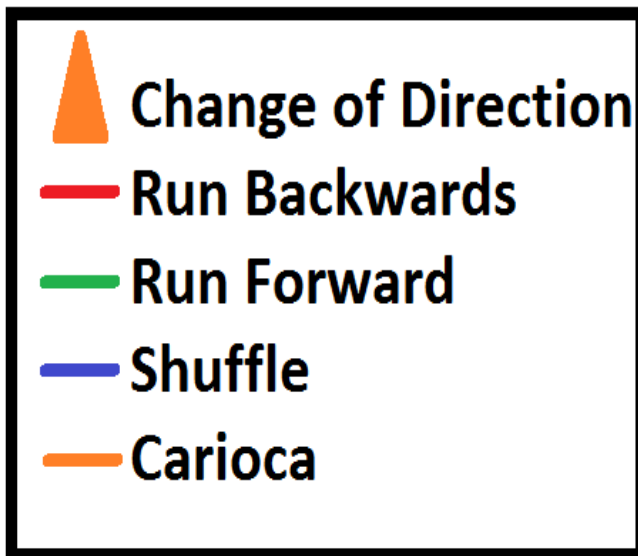 Change of Direction
Run Backwards
Run Forward
Shuffle
Carioca